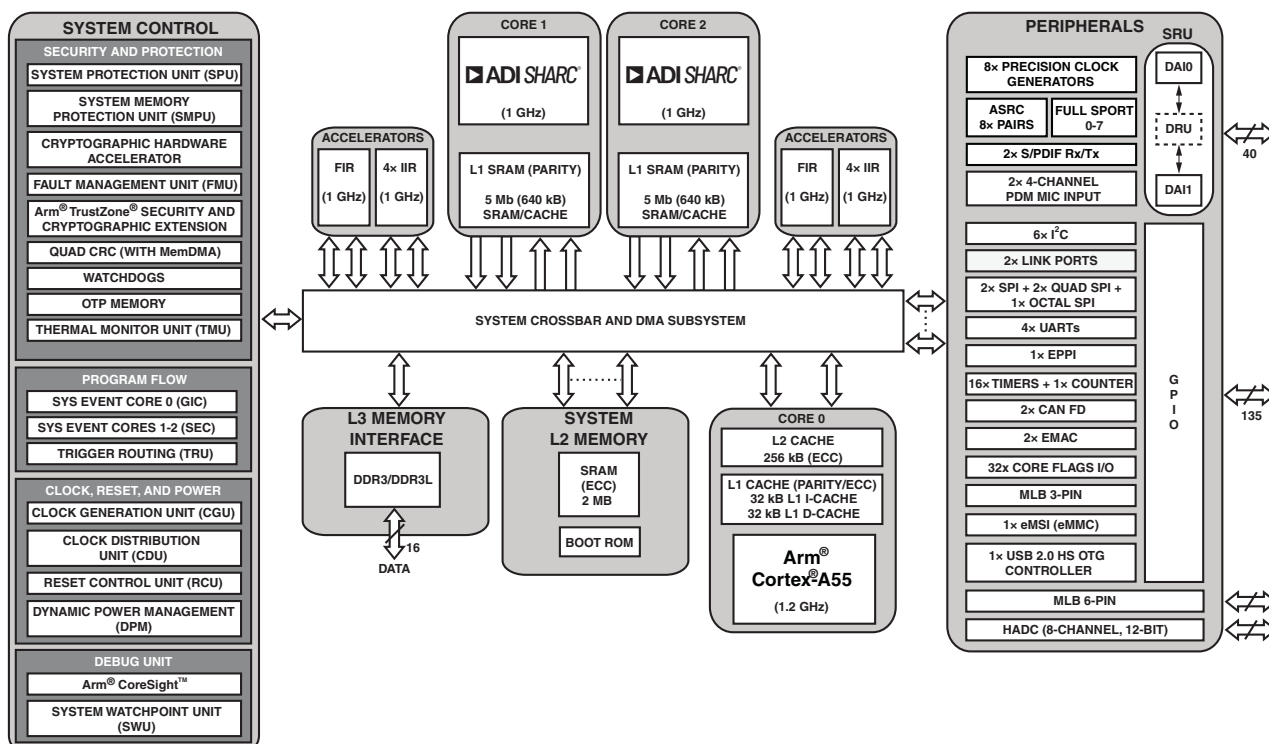 SYSTEM CONTROL
SECURITY AND PROTECTION
SYSTEM PROTECTION UNIT (SPU)
SYSTEM MEMORY
PROTECTION UNIT (SMPU)
CRYPTOGRAPHIC HARDWARE
ACCELERATOR
FAULT MANAGEMENT UNIT (FMU)
Arm® TrustZone® SECURITY AND
CRYPTOGRAPHIC EXTENSION
QUAD CRC (WITH MemDMA)
WATCHDOGS
OTP MEMORY
THERMAL MONITOR UNIT (TMU)
PROGRAM FLOW
SYS EVENT CORE 0 (GIC)
SYS EVENT CORES 1-2 (SEC)
TRIGGER ROUTING (TRU)
CLOCK, RESET, AND POWER
CLOCK GENERATION UNIT (CGU)
CLOCK DISTRIBUTION
UNIT (CDU)
RESET CONTROL UNIT (RCU)
DYNAMIC POWER MANAGEMENT
(DPM)
DEBUG UNIT
Arm® CoreSight™
SYSTEM WATCHPOINT UNIT
(SWU)
ACCELERATORS
FIR
(1 GHz)
4× IIR
(1 GHz)
CORE 1
ADI SHARC®
(1 GHz)
L1 SRAM (PARITY)
5 Mb (640 kB)
SRAM/CACHE
CORE 2
ADI SHARC®
(1 GHz)
L1 SRAM (PARITY)
5 Mb (640 kB)
SRAM/CACHE
ACCELERATORS
FIR
(1 GHz)
4× IIR
(1 GHz)
SYSTEM CROSSBAR AND DMA SUBSYSTEM
L3 MEMORY
INTERFACE
DDR3/DDR3L
16
DATA
SYSTEM
L2 MEMORY
SRAM
(ECC)
2 MB
BOOT ROM
CORE 0
L2 CACHE
256 kB (ECC)
L1 CACHE (PARITY/ECC)
32 kB L1 I-CACHE
32 kB L1 D-CACHE
Arm®
Cortex®-A55
(1.2 GHz)
PERIPHERALS
SRU
8× PRECISION CLOCK
GENERATORS
ASRC
8× PAIRS
FULL SPORT
0-7
2× S/PDIF Rx/Tx
2× 4-CHANNEL
PDM MIC INPUT
DAI0
DRU
DAI1
40
6× I²C
2× LINK PORTS
2× SPI + 2× QUAD SPI +
1× OCTAL SPI
4× UARTs
1× EPPI
16× TIMERS + 1× COUNTER
2× CAN FD
2× EMAC
32x CORE FLAGS I/O
MLB 3-PIN
1× eMSI (eMMC)
1× USB 2.0 HS OTG
CONTROLLER
G
P
I
O
135
MLB 6-PIN
HADC (8-CHANNEL, 12-BIT)